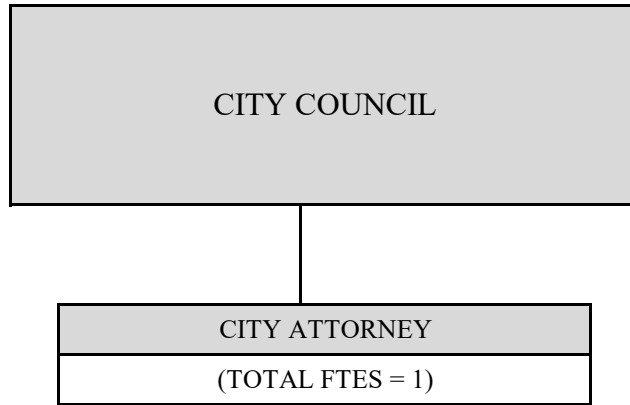 CITY COUNCIL
CITY ATTORNEY
(TOTAL FTES = 1)